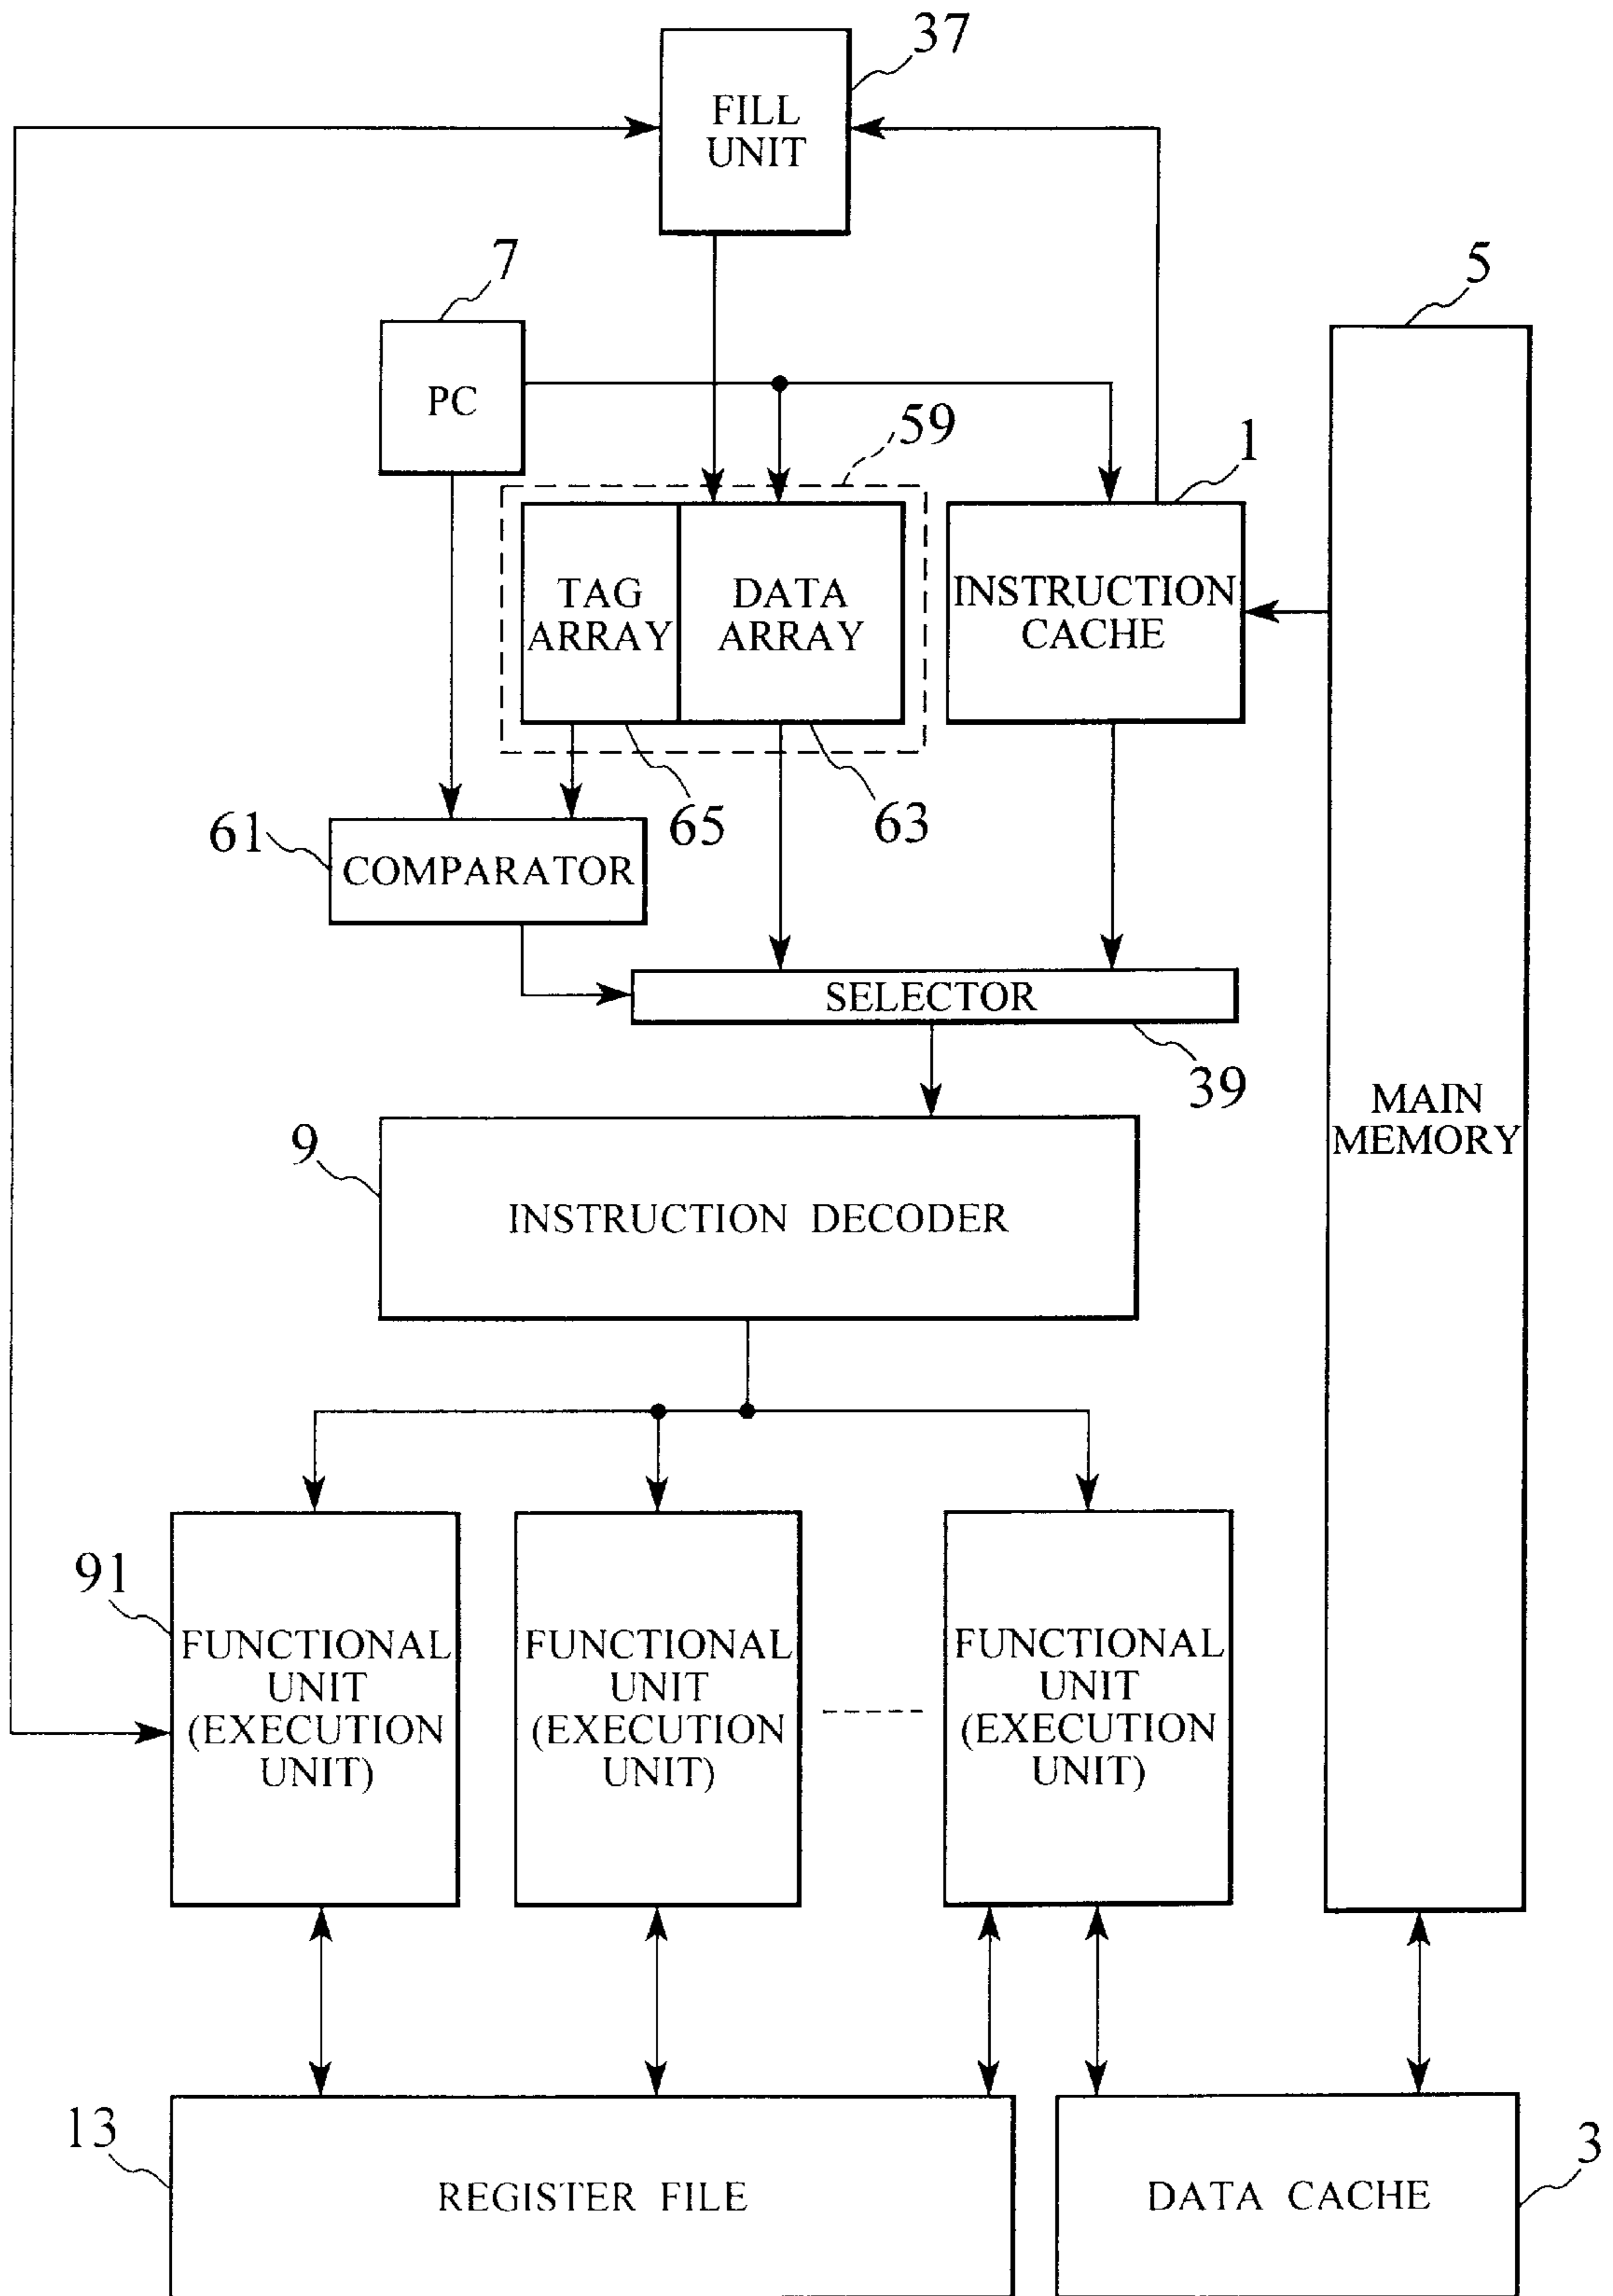 37
FILL
UNIT
7
5
PC
59
1
TAG
ARRAY
DATA
ARRAY
INSTRUCTION
CACHE
65
63
61
COMPARATOR
SELECTOR
39
MAIN
MEMORY
9
INSTRUCTION DECODER
91
FUNCTIONAL
UNIT
(EXECUTION
UNIT)
FUNCTIONAL
UNIT
(EXECUTION
UNIT)
FUNCTIONAL
UNIT
(EXECUTION
UNIT)
13
REGISTER FILE
DATA CACHE
3